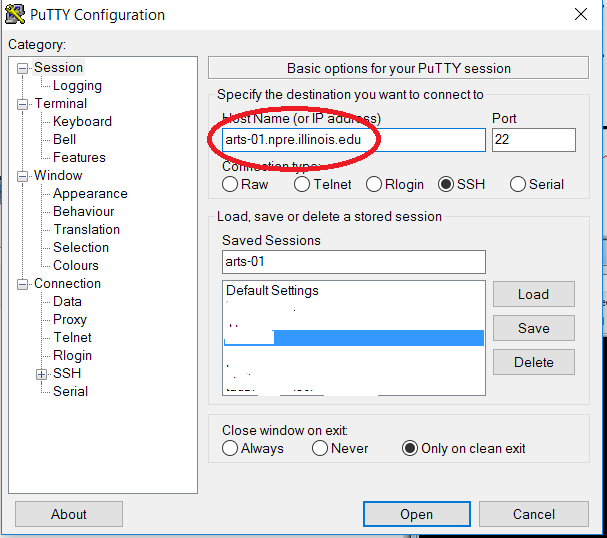 PuTTY Configuration
Category:
Session
Logging
Terminal
Keyboard
Bell
Features
Window
Appearance
Behaviour
Translation
Selection
Colours
Connection
Data
Proxy
Telnet
Rlogin
SSH
Serial
Basic options for your PuTTY session
Specify the destination you want to connect to
Host Name (or IP address) Port
arts-01.npre.illinois.edu 22
Connection type:
Raw Telnet Rlogin SSH Serial
Load, save or delete a stored session
Saved Sessions
arts-01
Default Settings
Load
Save
Delete
Close window on exit:
Always Never Only on clean exit
About Open Cancel